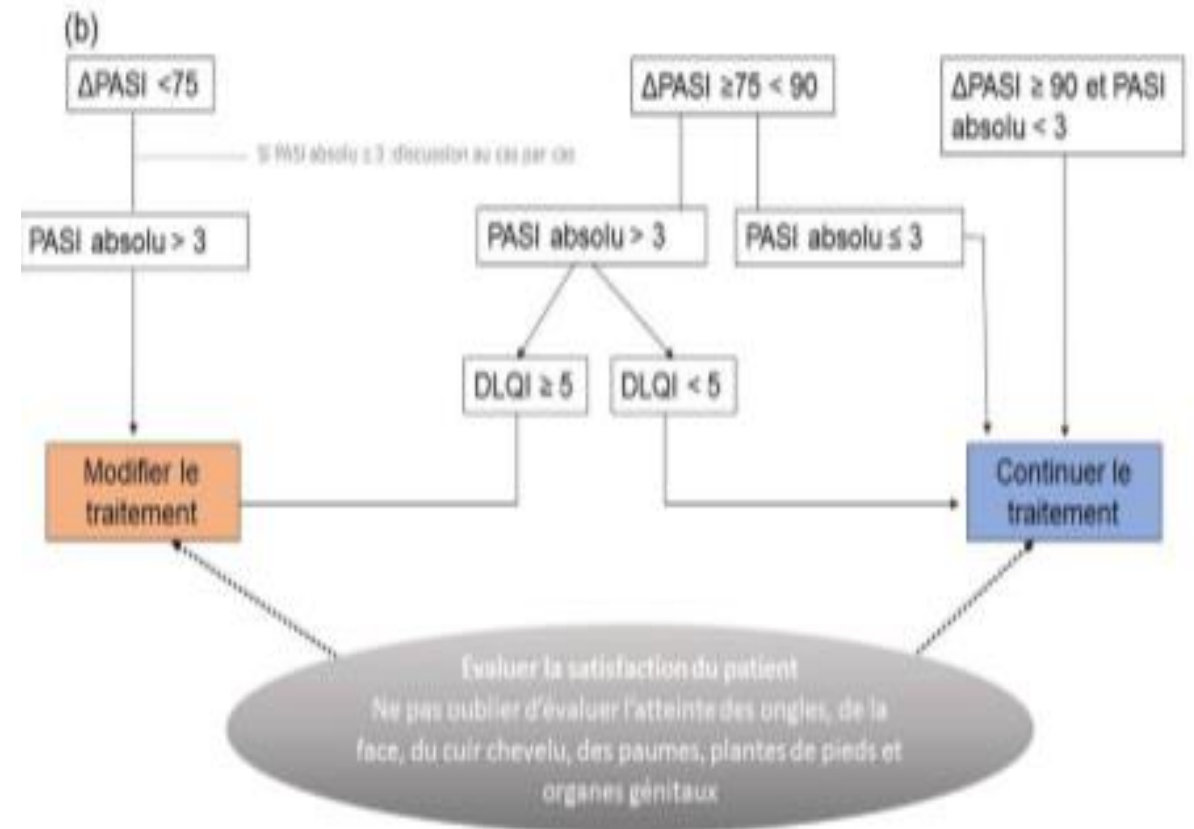 (b)
ΔPASI <75
ΔPASI ≥75 < 90
ΔPASI ≥ 90 et PASI
absolu < 3
Si PASI absolu ≤ 3 discussion au cas par cas
PASI absolu > 3
PASI absolu > 3
PASI absolu ≤ 3
DLQI ≥ 5
DLQI < 5
Modifier le
traitement
Continuer le
traitement
Evaluer la satisfaction du patient
Ne pas oublier d'évaluer l'atteinte des ongles, de la
face, du cuir chevelu, des paumes, plantes de pieds et
organes génitaux